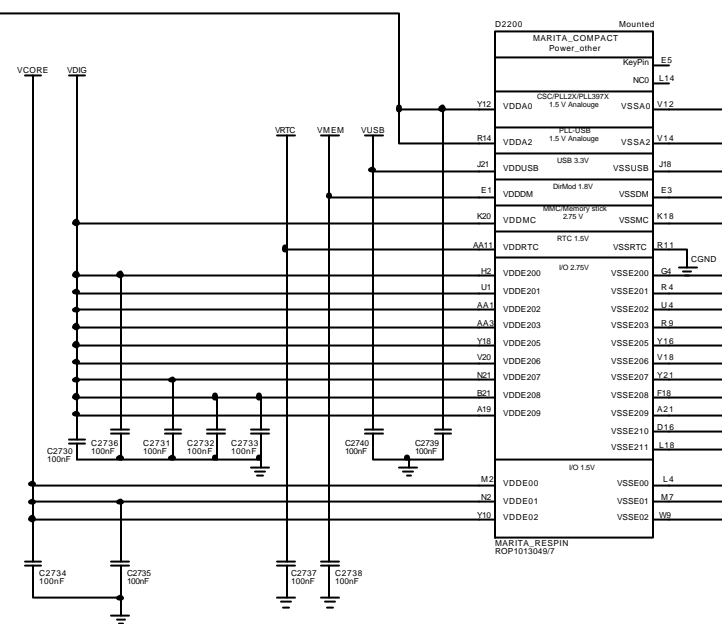 D2200 Mounted
MARITA_COMPACT
Power_other
KeyPin E5
NC0 L14
VCORE VDIG
CSC/PLL2X/PLL397X
Y12 VDDA0 1.5 V Analouge VSSA0 V12
VRTC VMEM VUSB
PLL-USB
R14 VDDA2 1.5 V Analouge VSSA2 V14
USB 3.3V
J21 VDDUSB VSSUSB J18
DirMod 1.8V
E1 VDDDM VSSDM E3
MMC/Memory stick
K20 VDDMC 2.75 V VSSMC K18
RTC 1.5V
AA11 VDDRTC VSSRTC R11
CGND
I/O 2.75V
H2 VDDE200 VSSE200 G4
U1 VDDE201 VSSE201 R4
AA1 VDDE202 VSSE202 U4
AA3 VDDE203 VSSE203 R9
Y18 VDDE205 VSSE205 Y16
V20 VDDE206 VSSE206 V18
N21 VDDE207 VSSE207 Y21
B21 VDDE208 VSSE208 F18
A19 VDDE209 VSSE209 A21
VSSE210 D16
VSSE211 L18
C2730 C2736 C2731 C2732 C2733 C2740 C2739
100nF 100nF 100nF 100nF 100nF 100nF 100nF
I/O 1.5V
M2 VDDE00 VSSE00 L4
N2 VDDE01 VSSE01 M7
Y10 VDDE02 VSSE02 W9
MARITA_RESPIN
ROP1013049/7
C2734 C2735 C2737 C2738
100nF 100nF 100nF 100nF